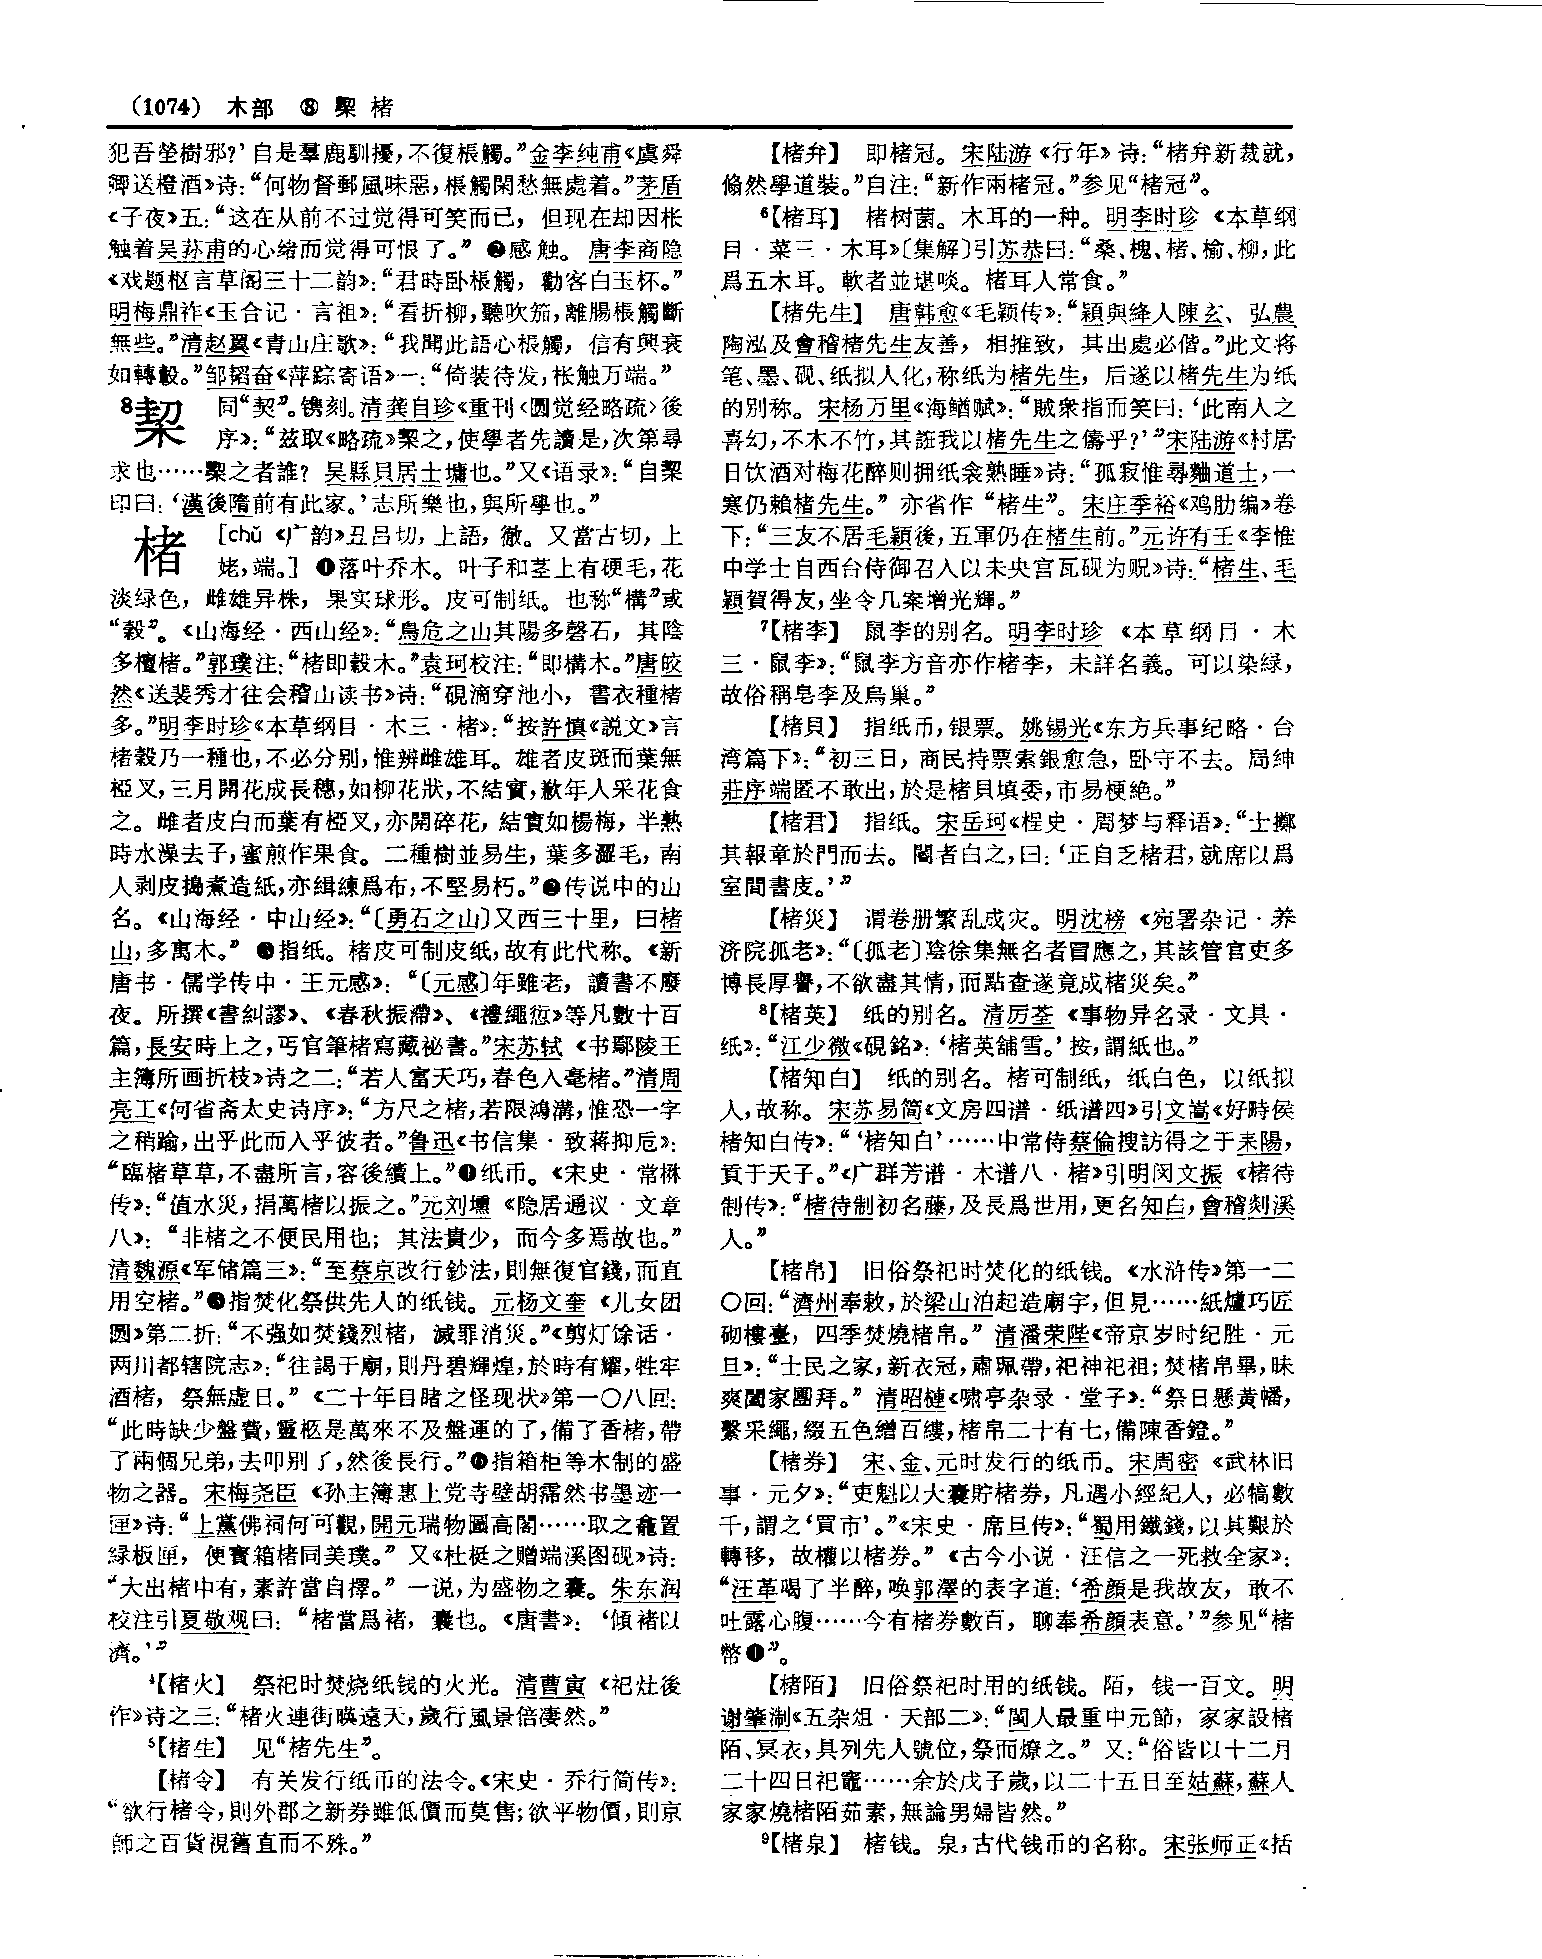 （1074） 木部 ⑧ 栔 楮
犯吾塋樹邪？’自是羣鹿馴擾，不復棖觸。”金李纯甫《虞舜
卿送橙酒》诗：“何物督郵風味惡，棖觸閑愁無處着。”茅盾
《子夜》五：“这在从前不过觉得可笑而已，但现在却因枨
触着吴荪甫的心绪而觉得可恨了。”❷感触。唐李商隐
《戏题枢言草阁三十二韵》：“君時卧棖觸，勸客白玉杯。”
明梅鼎祚《玉合记·言祖》：“看折柳，聽吹笳，離腸棖觸斷
無些。”清赵翼《青山庄歌》：“我聞此語心棖觸，信有興衰
如轉轂。”邹韬奋《萍踪寄语》一：“倚装待发，枨触万端。”
8栔 同“契”。镌刻。清龚自珍《重刊〈圆觉经略疏〉後
序》：“兹取《略疏》栔之，使學者先讀是，次第尋
求也……栔之者誰？吴縣貝居士墉也。”又《语录》：“自栔
印曰：‘漢後隋前有此家。’志所樂也，與所學也。”
楮 [chǔ 《广韵》丑吕切，上語，徹。又當古切，上
姥，端。]❶落叶乔木。叶子和茎上有硬毛，花
淡绿色，雌雄异株，果实球形。皮可制纸。也称“構”或
“榖”。《山海经·西山经》：“鳥危之山其陽多磬石，其陰
多檀楮。”郭璞注：“楮即榖木。”袁珂校注：“即構木。”唐皎
然《送裴秀才往会稽山读书》诗：“硯滴穿池小，書衣種楮
多。”明李时珍《本草纲目·木三·楮》：“按許慎《説文》言
楮榖乃一種也，不必分别，惟辨雌雄耳。雄者皮斑而葉無
椏叉，三月開花成長穗，如柳花狀，不結實，歉年人采花食
之。雌者皮白而葉有椏叉，亦開碎花，結實如楊梅，半熟
時水澡去子，蜜煎作果食。二種樹並易生，葉多澀毛，南
人剥皮搗煮造紙，亦緝練爲布，不堅易朽。”❷传说中的山
名。《山海经·中山经》：“〔勇石之山〕又西三十里，曰楮
山，多寓木。”❸指纸。楮皮可制皮纸，故有此代称。《新
唐书·儒学传中·王元感》：“〔元感〕年雖老，讀書不廢
夜。所撰《書糾謬》、《春秋振滯》、《禮繩愆》等凡數十百
篇，長安時上之，丐官筆楮寫藏祕書。”宋苏轼《书鄢陵王
主簿所画折枝》诗之二：“若人富天巧，春色入毫楮。”清周
亮工《何省斋太史诗序》：“方尺之楮，若限鴻溝，惟恐一字
之稍踰，出乎此而入乎彼者。”鲁迅《书信集·致蒋抑卮》：
“臨楮草草，不盡所言，容後續上。”❹纸币。《宋史·常楙
传》：“值水災，捐萬楮以振之。”元刘壎《隐居通议·文章
八》：“非楮之不便民用也；其法貴少，而今多焉故也。”
清魏源《军储篇三》：“至蔡京改行鈔法，則無復官錢，而直
用空楮。”❺指焚化祭供先人的纸钱。元杨文奎《儿女团
圆》第二折：“不强如焚錢烈楮，滅罪消災。”《剪灯馀话·
两川都辖院志》：“往謁于廟，則丹碧輝煌，於時有耀，牲牢
酒楮，祭無虚日。”《二十年目睹之怪现状》第一〇八回：
“此時缺少盤費，靈柩是萬來不及盤運的了，備了香楮，帶
了兩個兄弟，去叩别了，然後長行。”❻指箱柜等木制的盛
物之器。宋梅尧臣《孙主簿惠上党寺壁胡霈然书墨迹一
匣》诗：“上黨佛祠何可觀，開元瑞物圖高閣……取之龕置
緑板匣，便實箱楮同美璞。”又《杜挺之赠端溪图砚》诗：
“大出楮中有，素許當自擇。”一说，为盛物之囊。朱东润
校注引夏敬观曰：“楮當爲褚，囊也。《唐書》：‘傾褚以
濟。’”
4【楮火】 祭祀时焚烧纸钱的火光。清曹寅《祀灶後
作》诗之三：“楮火連街暎遠天，歲行風景倍凄然。”
5【楮生】 见“楮先生”。
【楮令】 有关发行纸币的法令。《宋史·乔行简传》：
“欲行楮令，則外郡之新券雖低價而莫售；欲平物價，則京
師之百貨視舊直而不殊。”
【楮弁】 即楮冠。宋陆游《行年》诗：“楮弁新裁就，
翛然學道裝。”自注：“新作兩楮冠。”参见“楮冠”。
6【楮耳】 楮树菌。木耳的一种。明李时珍《本草纲
目·菜三·木耳》〔集解〕引苏恭曰：“桑、槐、楮、榆、柳，此
爲五木耳。軟者並堪啖。楮耳人常食。”
【楮先生】 唐韩愈《毛颖传》：“穎與絳人陳玄、弘農
陶泓及會稽楮先生友善，相推致，其出處必偕。”此文将
笔、墨、砚、纸拟人化，称纸为楮先生，后遂以楮先生为纸
的别称。宋杨万里《海鰌赋》：“賊衆指而笑曰：‘此南人之
喜幻，不木不竹，其誑我以楮先生之儔乎？’”宋陆游《村居
日饮酒对梅花醉则拥纸衾熟睡》诗：“孤寂惟尋麯道士，一
寒仍賴楮先生。”亦省作“楮生”。宋庄季裕《鸡肋编》卷
下：“三友不居毛穎後，五軍仍在楮生前。”元许有壬《李惟
中学士自西台侍御召入以未央宫瓦砚为贶》诗：“楮生、毛
穎賀得友，坐令几案增光輝。”
7【楮李】 鼠李的别名。明李时珍《本草纲目·木
三·鼠李》：“鼠李方音亦作楮李，未詳名義。可以染緑，
故俗稱皂李及烏巢。”
【楮貝】 指纸币，银票。姚锡光《东方兵事纪略·台
湾篇下》：“初三日，商民持票索銀愈急，卧守不去。局紳
莊序端匿不敢出，於是楮貝填委，市易梗絶。”
【楮君】 指纸。宋岳珂《桯史·周梦与释语》：“士擲
其報章於門而去。閽者白之，曰：‘正自乏楮君，就席以爲
室間書庋。’”
【楮災】 谓卷册繁乱成灾。明沈榜《宛署杂记·养
济院孤老》：“〔孤老〕陰徐集無名者冒應之，其該管官吏多
博長厚譽，不欲盡其情，而點查遂竟成楮災矣。”
8【楮英】 纸的别名。清厉荃《事物异名录·文具·
纸》：“江少微《硯銘》：‘楮英舖雪。’按，謂紙也。”
【楮知白】 纸的别名。楮可制纸，纸白色，以纸拟
人，故称。宋苏易简《文房四谱·纸谱四》引文嵩《好畤侯
楮知白传》：“‘楮知白’……中常侍蔡倫搜訪得之于耒陽，
貢于天子。”《广群芳谱·木谱八·楮》引明闵文振《楮待
制传》：“楮待制初名藤，及長爲世用，更名知白，會稽剡溪
人。”
【楮帛】 旧俗祭祀时焚化的纸钱。《水浒传》第一二
〇回：“濟州奉敕，於梁山泊起造廟宇，但見……紙爐巧匠
砌樓臺，四季焚燒楮帛。”清潘荣陛《帝京岁时纪胜·元
旦》：“士民之家，新衣冠，肅珮帶，祀神祀祖；焚楮帛畢，昧
爽闔家團拜。”清昭梿《啸亭杂录·堂子》：“祭日懸黄幡，
繫采繩，綴五色繒百縷，楮帛二十有七，備陳香鐙。”
【楮券】 宋、金、元时发行的纸币。宋周密《武林旧
事·元夕》：“吏魁以大囊貯楮券，凡遇小經紀人，必犒數
千，謂之‘買市’。”《宋史·席旦传》：“蜀用鐵錢，以其艱於
轉移，故權以楮券。”《古今小说·汪信之一死救全家》：
“汪革喝了半醉，唤郭澤的表字道：‘希顔是我故友，敢不
吐露心腹……今有楮券數百，聊奉希顔表意。’”参见“楮
幣❶”。
【楮陌】 旧俗祭祀时用的纸钱。陌，钱一百文。明
谢肇淛《五杂俎·天部二》：“閩人最重中元節，家家設楮
陌、冥衣，具列先人號位，祭而燎之。”又：“俗皆以十二月
二十四日祀竈……余於戊子歲，以二十五日至姑蘇，蘇人
家家燒楮陌茹素，無論男婦皆然。”
9【楮泉】 楮钱。泉，古代钱币的名称。宋张师正《括